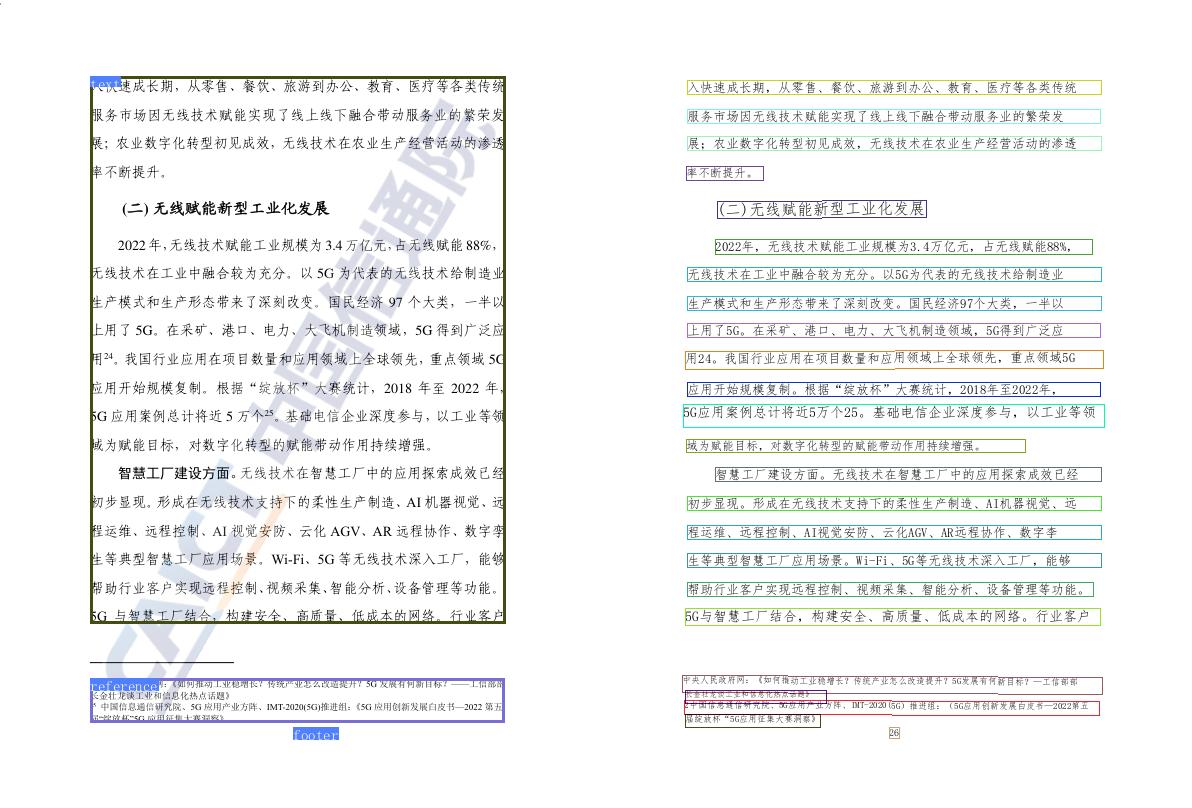 text
入快速成长期，从零售、餐饮、旅游到办公、教育、医疗等各类传统
服务市场因无线技术赋能实现了线上线下融合带动服务业的繁荣发
展；农业数字化转型初见成效，无线技术在农业生产经营活动的渗透
率不断提升。
(二) 无线赋能新型工业化发展
2022 年，无线技术赋能工业规模为 3.4 万亿元，占无线赋能 88%，
无线技术在工业中融合较为充分。以 5G 为代表的无线技术给制造业
生产模式和生产形态带来了深刻改变。国民经济 97 个大类，一半以
上用了 5G。在采矿、港口、电力、大飞机制造领域，5G 得到广泛应
用24。我国行业应用在项目数量和应用领域上全球领先，重点领域 5G
应用开始规模复制。根据“绽放杯”大赛统计，2018 年至 2022 年，
5G 应用案例总计将近 5 万个25。基础电信企业深度参与，以工业等领
域为赋能目标，对数字化转型的赋能带动作用持续增强。
智慧工厂建设方面。无线技术在智慧工厂中的应用探索成效已经
初步显现。形成在无线技术支持下的柔性生产制造、AI 机器视觉、远
程运维、远程控制、AI 视觉安防、云化 AGV、AR 远程协作、数字孪
生等典型智慧工厂应用场景。Wi-Fi、5G 等无线技术深入工厂，能够
帮助行业客户实现远程控制、视频采集、智能分析、设备管理等功能。
5G 与智慧工厂结合，构建安全、高质量、低成本的网络。行业客户
reference
网：《如何推动工业稳增长？传统产业怎么改造提升？5G 发展有何新目标？——工信部部
长金壮龙谈工业和信息化热点话题》
中国信息通信研究院、5G 应用产业方阵、IMT-2020(5G)推进组：《5G 应用创新发展白皮书—2022 第五
届“绽放杯”5G 应用征集大赛洞察》
footer
CAICT 中国信通院
入快速成长期，从零售、餐饮、旅游到办公、教育、医疗等各类传统
服务市场因无线技术赋能实现了线上线下融合带动服务业的繁荣发
展；农业数字化转型初见成效，无线技术在农业生产经营活动的渗透
率不断提升。
(二)无线赋能新型工业化发展
2022年，无线技术赋能工业规模为3.4万亿元，占无线赋能88%，
无线技术在工业中融合较为充分。以5G为代表的无线技术给制造业
生产模式和生产形态带来了深刻改变。国民经济97个大类，一半以
上用了5G。在采矿、港口、电力、大飞机制造领域，5G得到广泛应
用24。我国行业应用在项目数量和应用领域上全球领先，重点领域5G
应用开始规模复制。根据“绽放杯”大赛统计，2018年至2022年，
5G应用案例总计将近5万个25。基础电信企业深度参与，以工业等领
域为赋能目标，对数字化转型的赋能带动作用持续增强。
智慧工厂建设方面。无线技术在智慧工厂中的应用探索成效已经
初步显现。形成在无线技术支持下的柔性生产制造、AI机器视觉、远
程运维、远程控制、AI视觉安防、云化AGV、AR远程协作、数字李
生等典型智慧工厂应用场景。Wi-Fi、5G等无线技术深入工厂，能够
帮助行业客户实现远程控制、视频采集、智能分析、设备管理等功能。
5G与智慧工厂结合，构建安全、高质量、低成本的网络。行业客户
中央人民政府网：《如何推动工业稳增长？传统产业怎么改造提升？5G发展有何新目标？—工信部部
长金壮龙谈工业和信息化热点话题》
2中国信息通信研究院、5G应用产业方阵、IMT-2020(5G）推进组：（5G应用创新发展白皮书—2022第五
届绽放杯“5G应用征集大赛洞察》
26